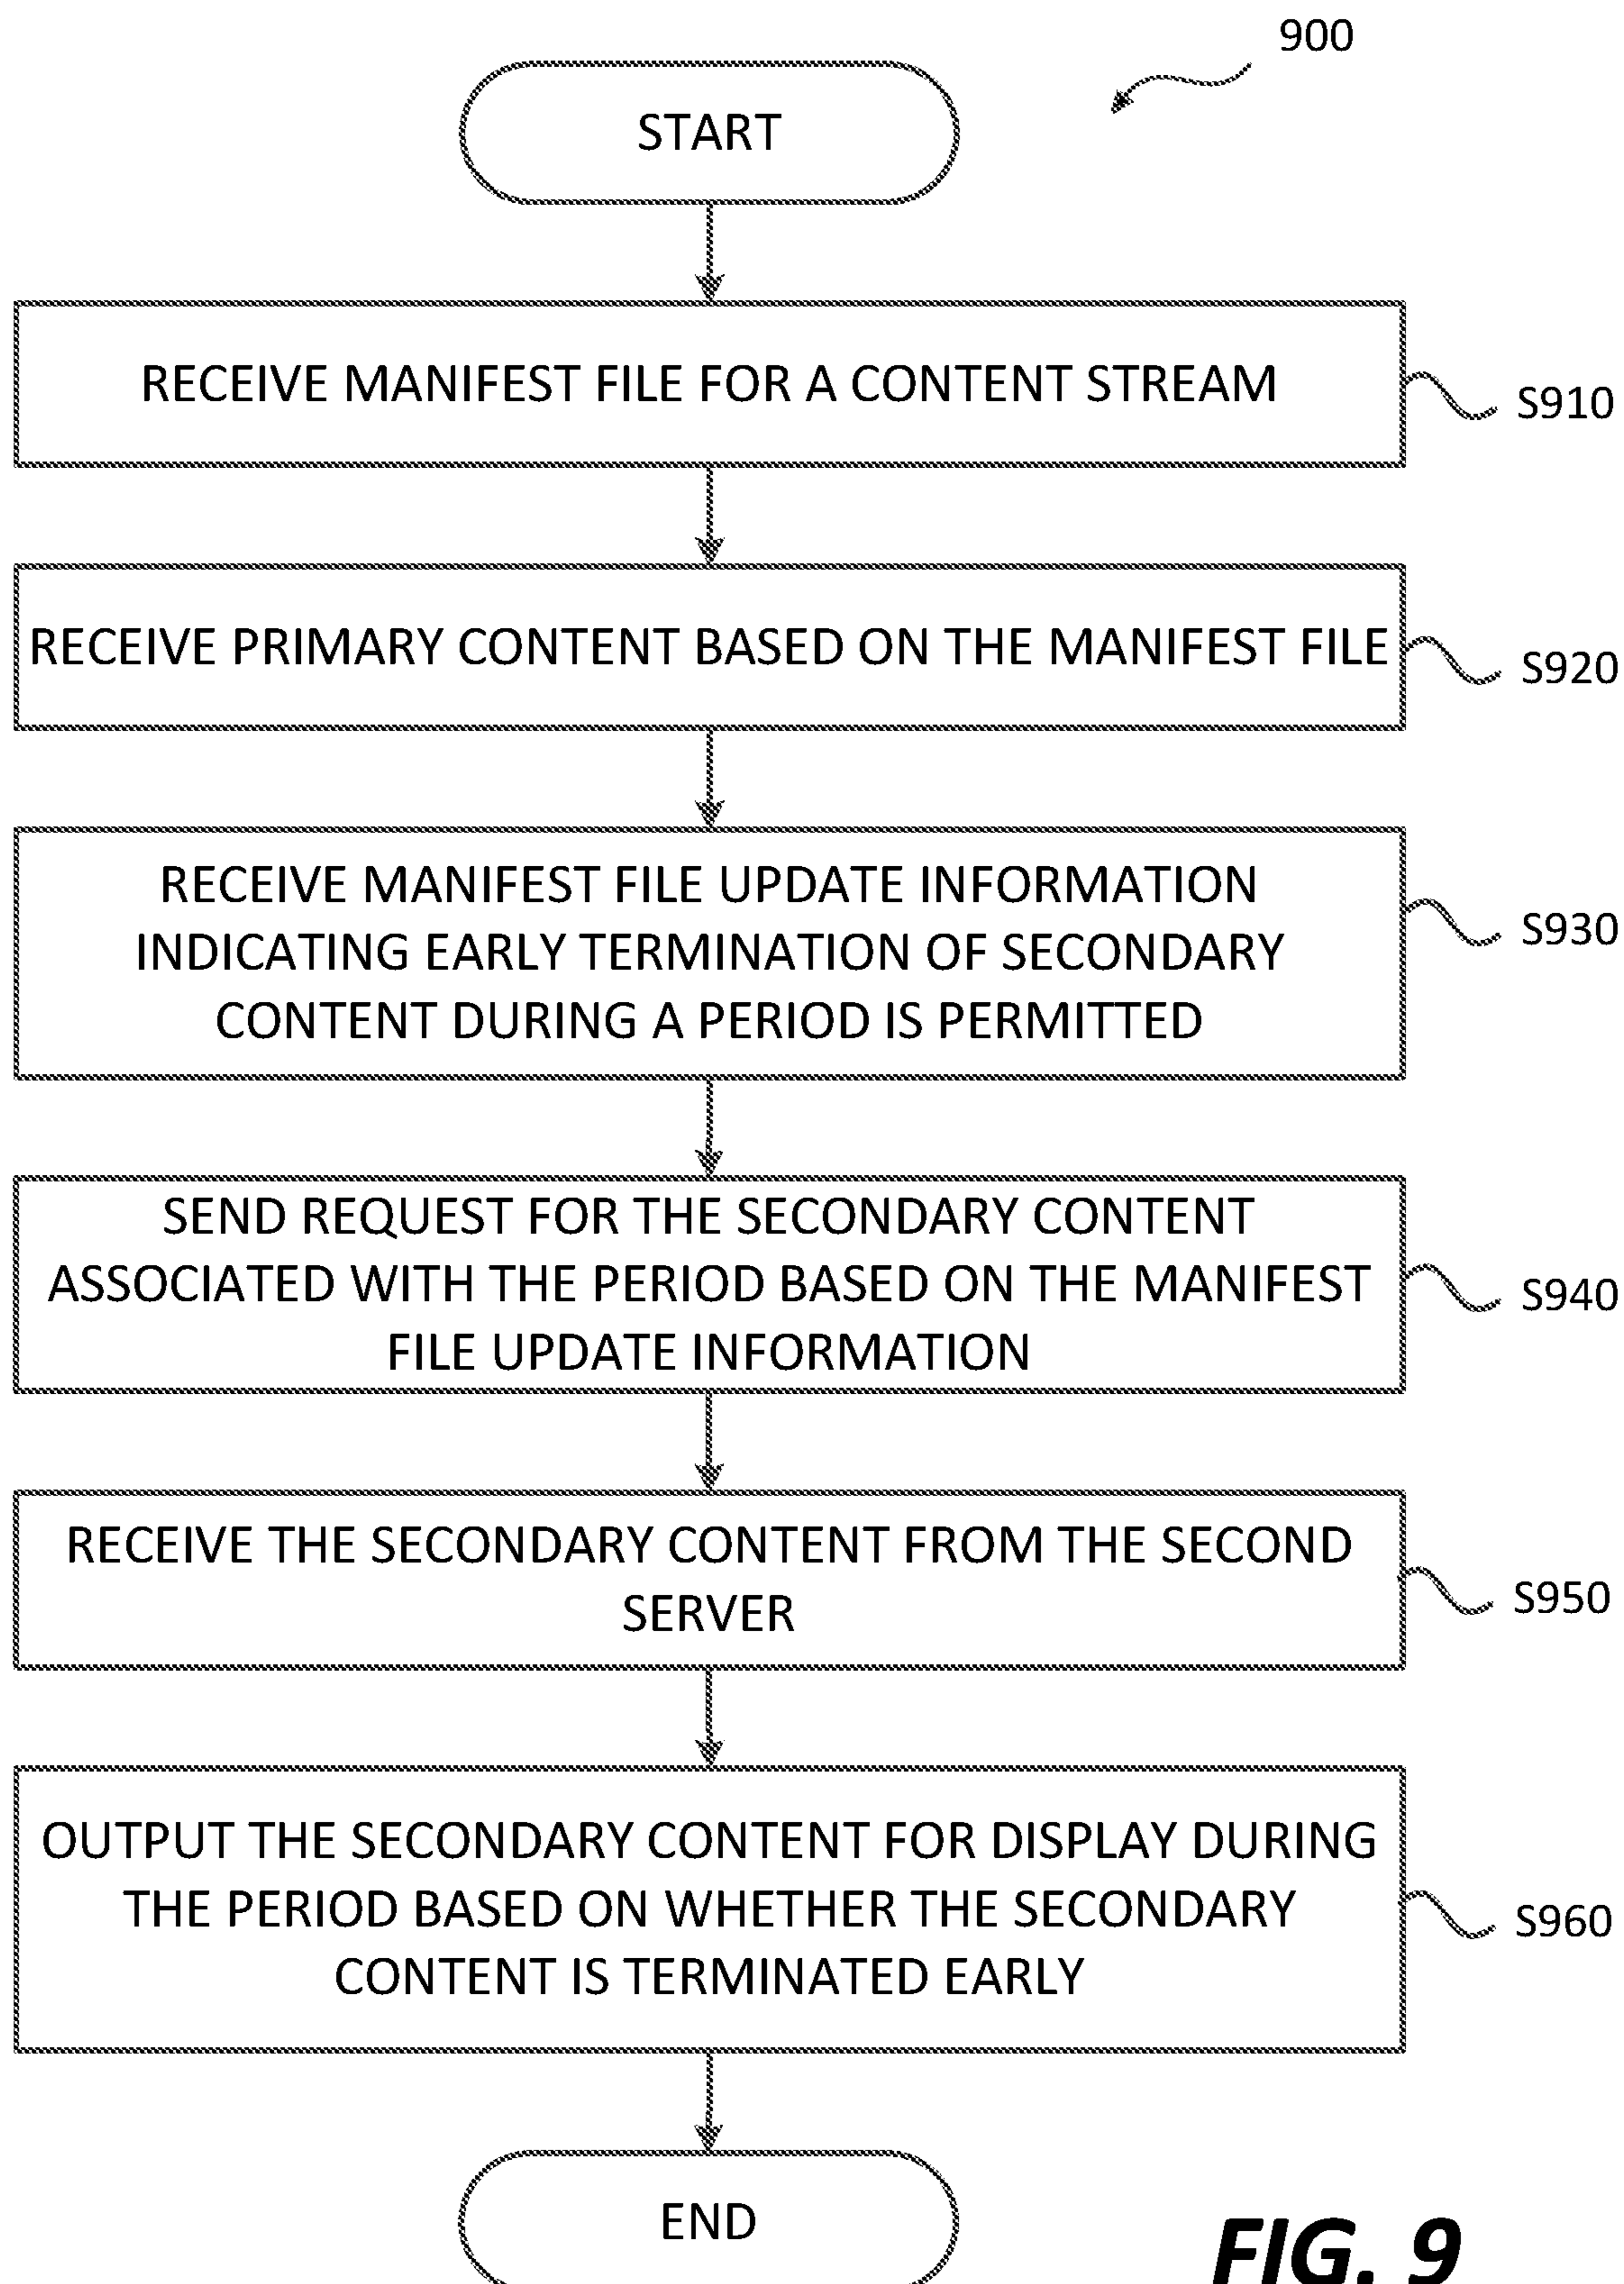 900
START
RECEIVE MANIFEST FILE FOR A CONTENT STREAM
S910
RECEIVE PRIMARY CONTENT BASED ON THE MANIFEST FILE
S920
RECEIVE MANIFEST FILE UPDATE INFORMATION
INDICATING EARLY TERMINATION OF SECONDARY
CONTENT DURING A PERIOD IS PERMITTED
S930
SEND REQUEST FOR THE SECONDARY CONTENT
ASSOCIATED WITH THE PERIOD BASED ON THE MANIFEST
FILE UPDATE INFORMATION
S940
RECEIVE THE SECONDARY CONTENT FROM THE SECOND
SERVER
S950
OUTPUT THE SECONDARY CONTENT FOR DISPLAY DURING
THE PERIOD BASED ON WHETHER THE SECONDARY
CONTENT IS TERMINATED EARLY
S960
END
FIG. 9